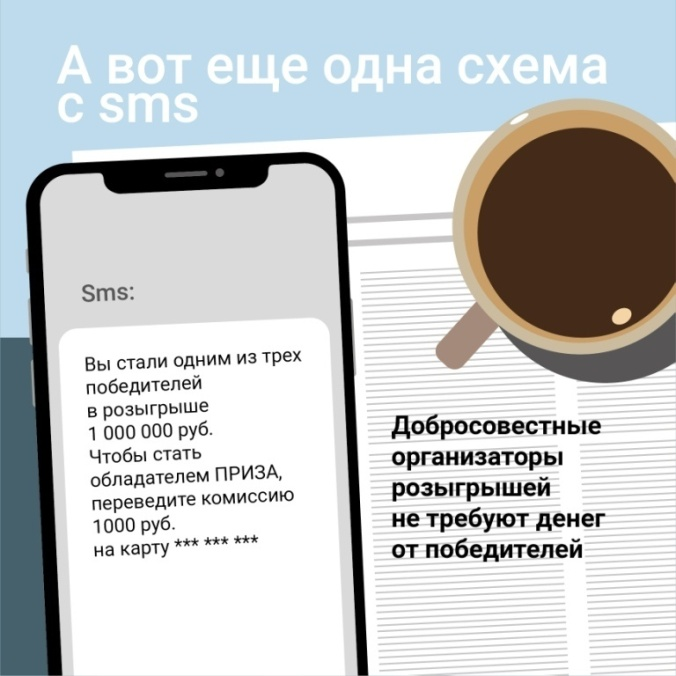 А вот еще одна схема
с sms
Sms:
Вы стали одним из трех
победителей
в розыгрыше
1 000 000 руб.
Чтобы стать
обладателем ПРИЗА,
переведите комиссию
1000 руб.
на карту *** *** ***
Добросовестные
организаторы
розыгрышей
не требуют денег
от победителей